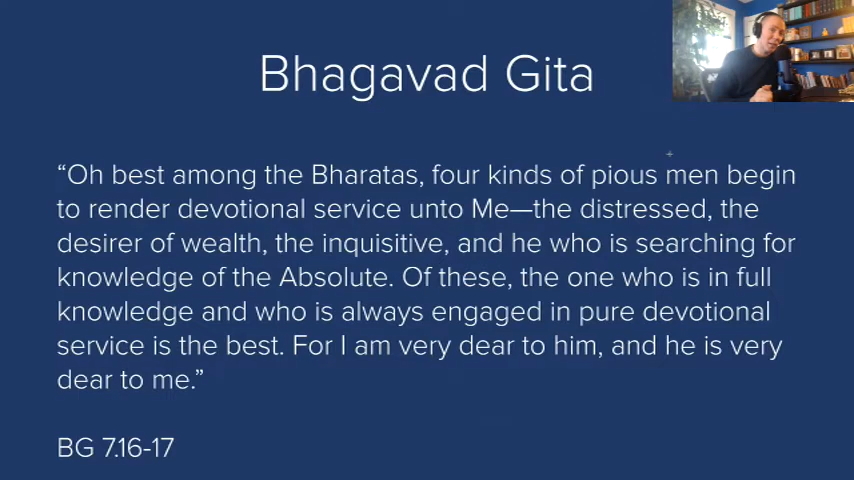 Bhagavad Gita
“Oh best among the Bharatas, four kinds of pious men begin
to render devotional service unto Me—the distressed, the
desirer of wealth, the inquisitive, and he who is searching for
knowledge of the Absolute. Of these, the one who is in full
knowledge and who is always engaged in pure devotional
service is the best. For I am very dear to him, and he is very
dear to me.”
BG 7.16-17